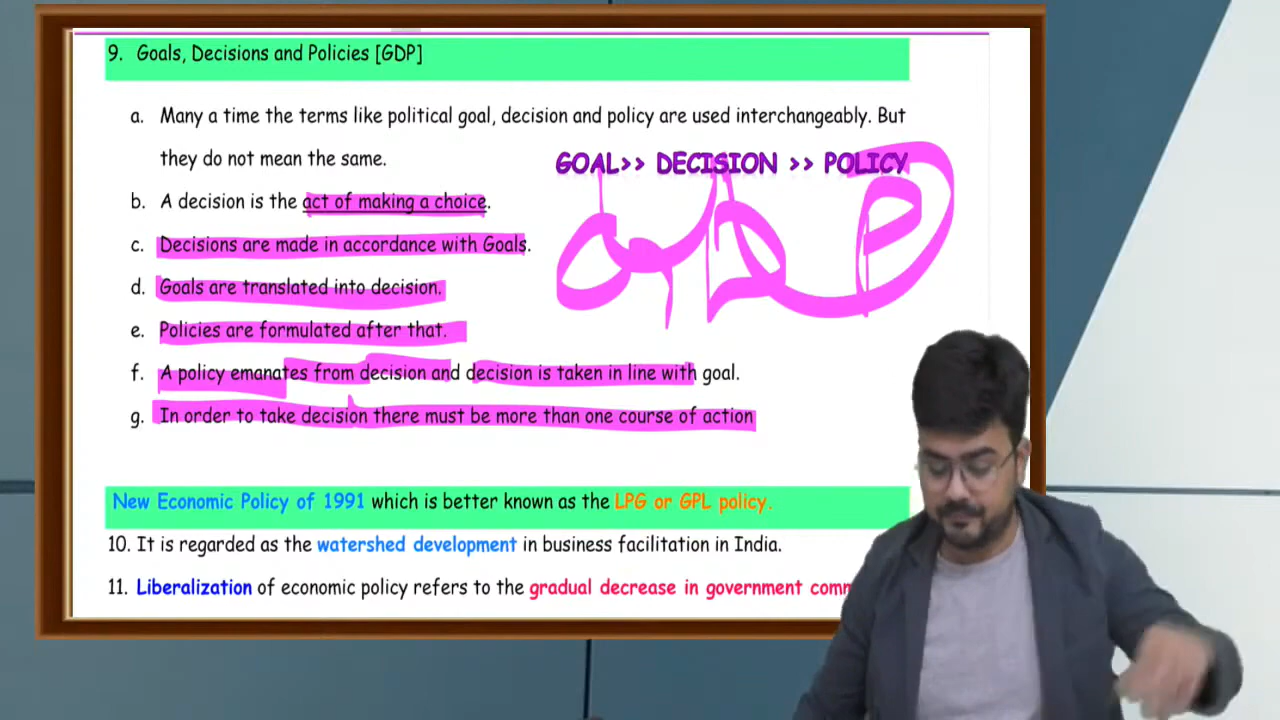 9. Goals, Decisions and Policies [GDP]
a. Many a time the terms like political goal, decision and policy are used interchangeably. But
they do not mean the same.
GOAL>> DECISION >> POLICY
b. A decision is the act of making a choice.
c. Decisions are made in accordance with Goals.
d. Goals are translated into decision.
e. Policies are formulated after that.
f. A policy emanates from decision and decision is taken in line with goal.
g. In order to take decision there must be more than one course of action
New Economic Policy of 1991 which is better known as the LPG or GPL policy.
10. It is regarded as the watershed development in business facilitation in India.
11. Liberalization of economic policy refers to the gradual decrease in government